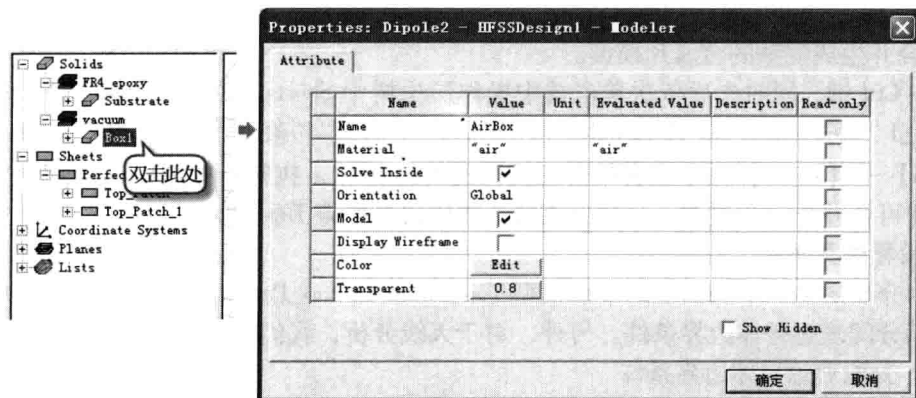 Solids
FR4_epoxy
Substrate
vacuum
Box1
Sheets
Perfec
双击此处
Top_Patch
Top_Patch_1
Coordinate Systems
Planes
Lists
Properties: Dipole2 - HFSSDesign1 - Modeler
Attribute
Name Value Unit Evaluated Value Description Read-only
Name AirBox
Material "air" "air"
Solve Inside
Orientation Global
Model
Display Wireframe
Color Edit
Transparent 0.8
Show Hidden
确定 取消